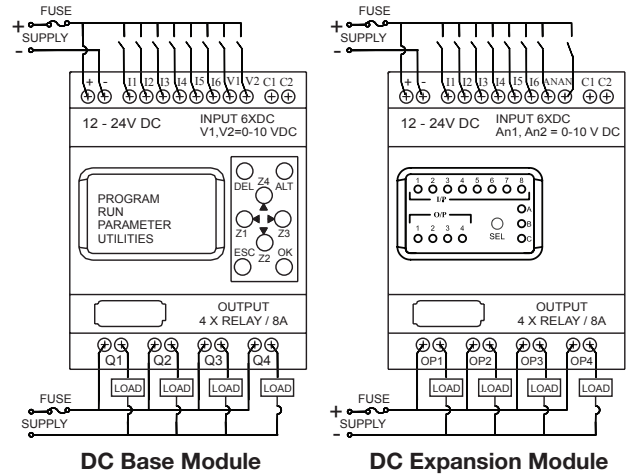 FUSE
+
SUPPLY
-
+ - I1 I2 I3 I4 I5 I6 V1 V2 C1 C2
12 - 24V DC
INPUT 6XDC
V1,V2=0-10 VDC
PROGRAM
RUN
PARAMETER
UTILITIES
DEL Z4 ALT
Z1 Z3
ESC Z2 OK
OUTPUT
4 X RELAY / 8A
Q1 Q2 Q3 Q4
LOAD LOAD LOAD LOAD
FUSE
+
SUPPLY
-
DC Base Module
FUSE
+
SUPPLY
-
+ - I1 I2 I3 I4 I5 I6 AN AN C1 C2
12 - 24V DC
INPUT 6XDC
An1, An2 = 0-10 V DC
1 2 3 4 5 6 7 8
I/P
O/P
1 2 3 4
SEL
A
B
C
OUTPUT
4 X RELAY / 8A
OP1 OP2 OP3 OP4
LOAD LOAD LOAD LOAD
FUSE
+
SUPPLY
-
DC Expansion Module